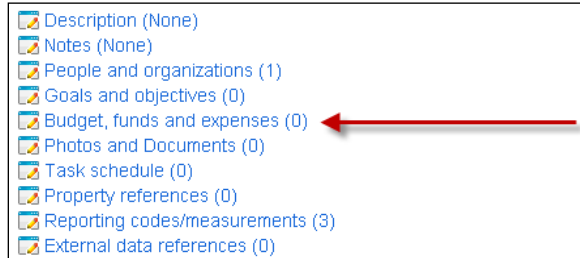 Description (None)
Notes (None)
People and organizations (1)
Goals and objectives (0)
Budget, funds and expenses (0)
Photos and Documents (0)
Task schedule (0)
Property references (0)
Reporting codes/measurements (3)
External data references (0)